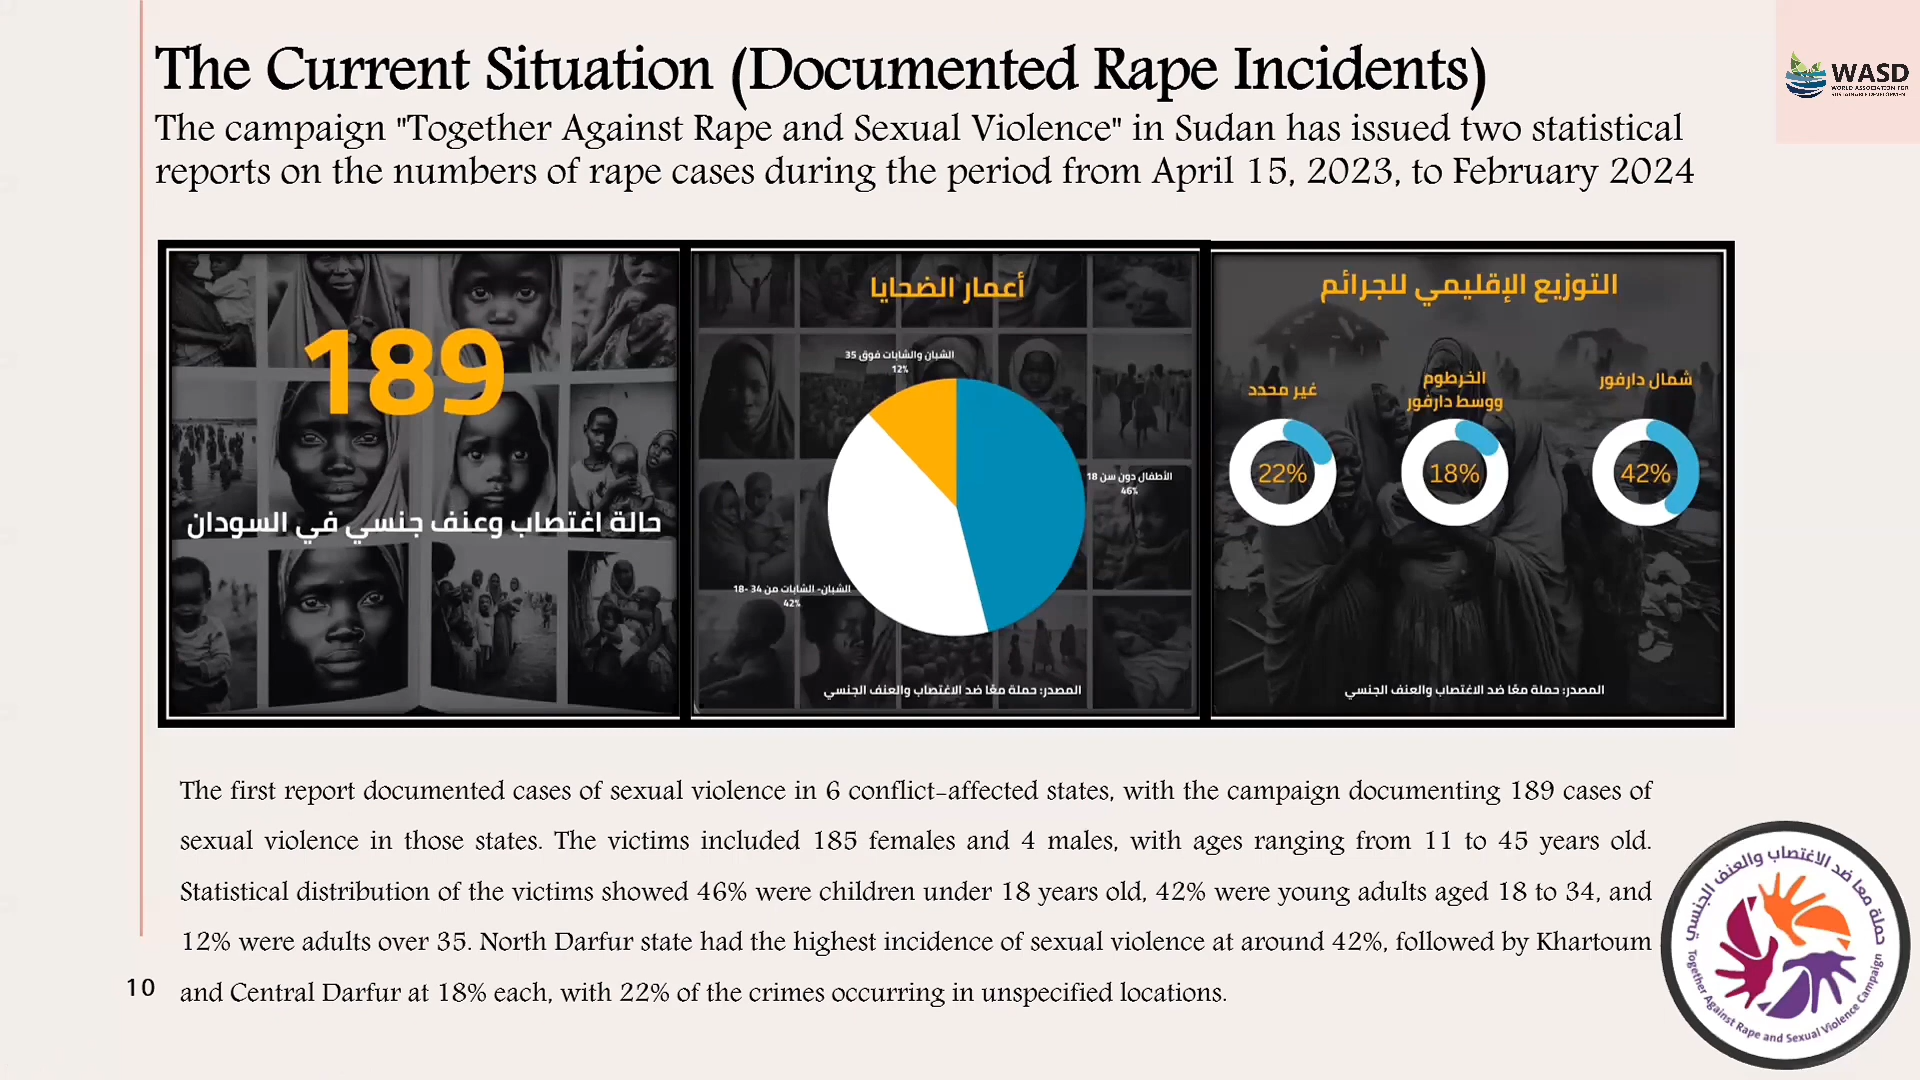 The Current Situation (Documented Rape Incidents)
The campaign "Together Against Rape and Sexual Violence" in Sudan has issued two statistical
reports on the numbers of rape cases during the period from April 15, 2023, to February 2024
WASD
WORLD ASSOCIATION FOR
SUSTAINABLE DEVELOPMENT
189
حالة اغتصاب وعنف جنسي في السودان
أعمار الضحايا
الشبان والشابات فوق 35
12%
الأطفال دون سن 18
46%
الشبان- الشابات من 34 -18
42%
المصدر: حملة معًا ضد الاغتصاب والعنف الجنسي
التوزيع الإقليمي للجرائم
شمال دارفور
42%
الخرطوم
ووسط دارفور
18%
غير محدد
22%
المصدر: حملة معًا ضد الاغتصاب والعنف الجنسي
The first report documented cases of sexual violence in 6 conflict-affected states, with the campaign documenting 189 cases of
sexual violence in those states. The victims included 185 females and 4 males, with ages ranging from 11 to 45 years old.
Statistical distribution of the victims showed 46% were children under 18 years old, 42% were young adults aged 18 to 34, and
12% were adults over 35. North Darfur state had the highest incidence of sexual violence at around 42%, followed by Khartoum
and Central Darfur at 18% each, with 22% of the crimes occurring in unspecified locations.
10
حملة معا ضد الاغتصاب والعنف الجنسي
Together Against Rape and Sexual Violence Campaign